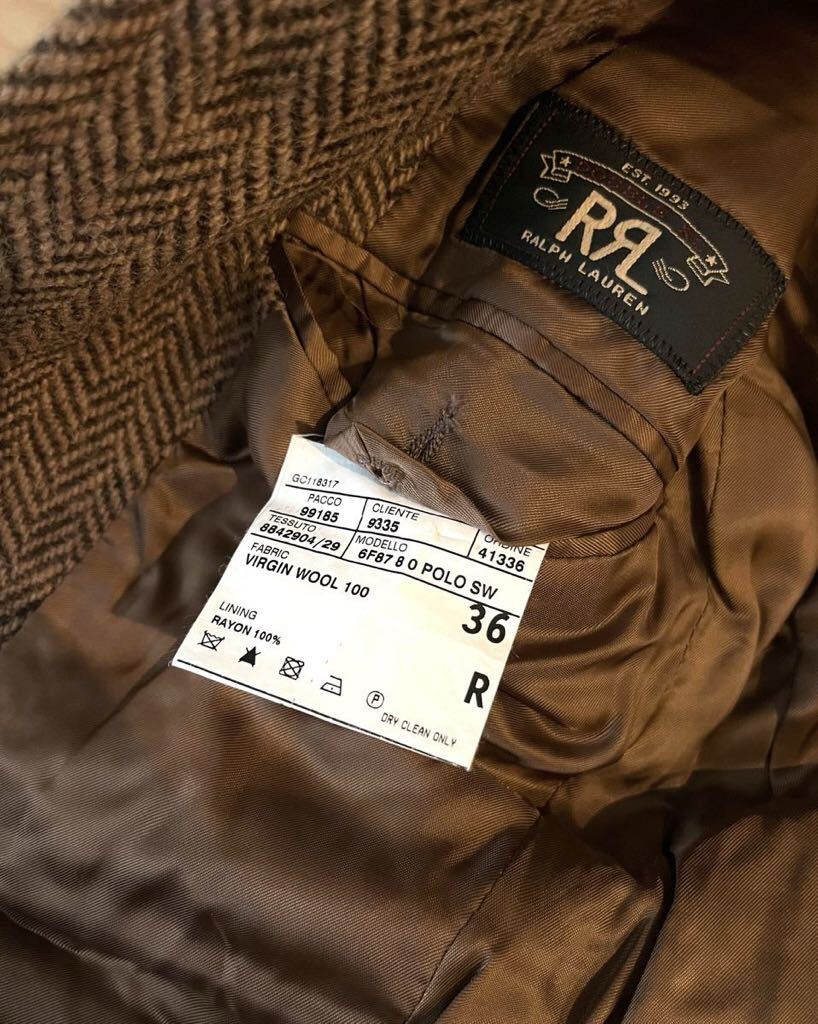 EST. 1993
RRL
RALPH LAUREN
GC118317
PACCO
99185
CLIENTE
9335
ORDINE
41336
TESSUTO
8842904/29
MODELLO
6F87 8 0 POLO SW
FABRIC
VIRGIN WOOL 100
36
LINING
RAYON 100%
R
P
DRY CLEAN ONLY